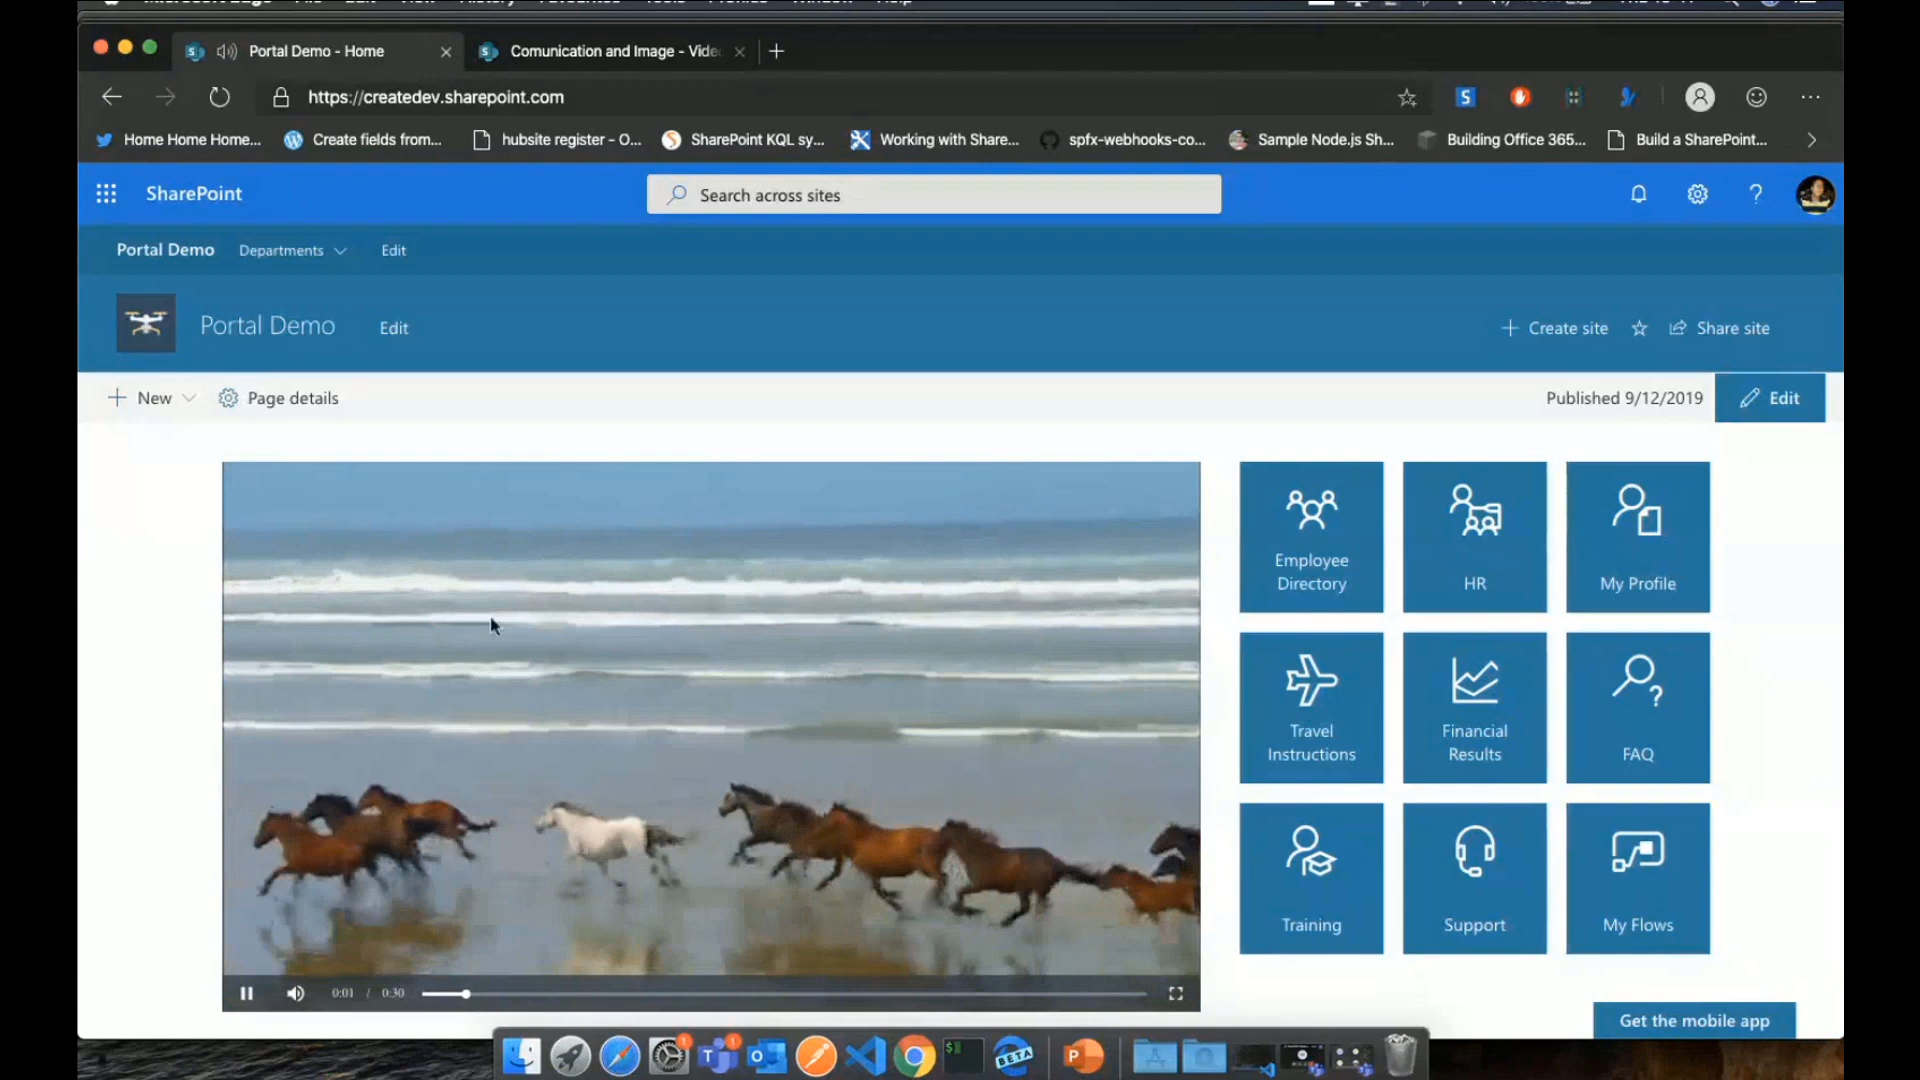 Portal Demo - Home
Comunication and Image - Vide
https://createdev.sharepoint.com
Home Home Home...
Create fields from...
hubsite register - O...
SharePoint KQL sy...
Working with Share...
spfx-webhooks-co...
Sample Node.js Sh...
Building Office 365...
Build a SharePoint...
SharePoint
Search across sites
Portal Demo
Departments
Edit
Portal Demo
Edit
Create site
Share site
New
Page details
Published 9/12/2019
Edit
Employee
Directory
HR
My Profile
Travel
Instructions
Financial
Results
FAQ
Training
Support
My Flows
0:01 / 0:30
Get the mobile app
BETA